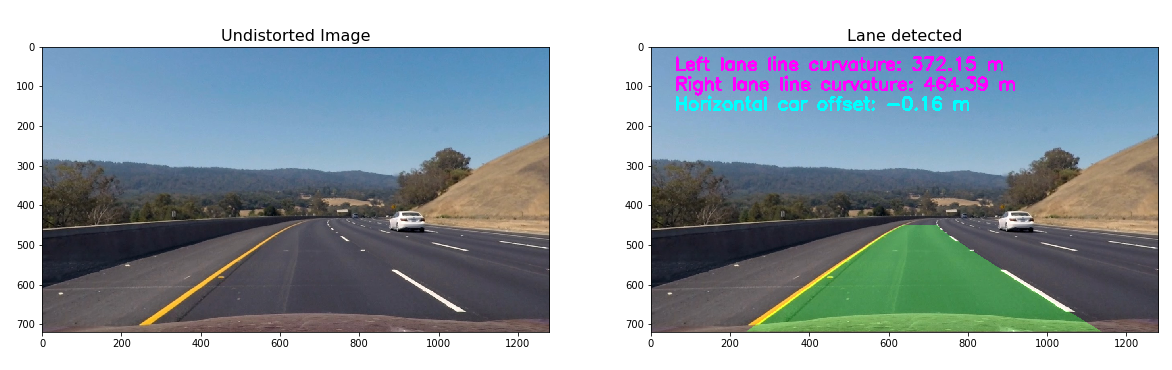 Undistorted Image
0
100
200
300
400
500
600
700
0 200 400 600 800 1000 1200
Lane detected
Left lane line curvature: 372.15 m
Right lane line curvature: 464.39 m
Horizontal car offset: -0.16 m
0
100
200
300
400
500
600
700
0 200 400 600 800 1000 1200